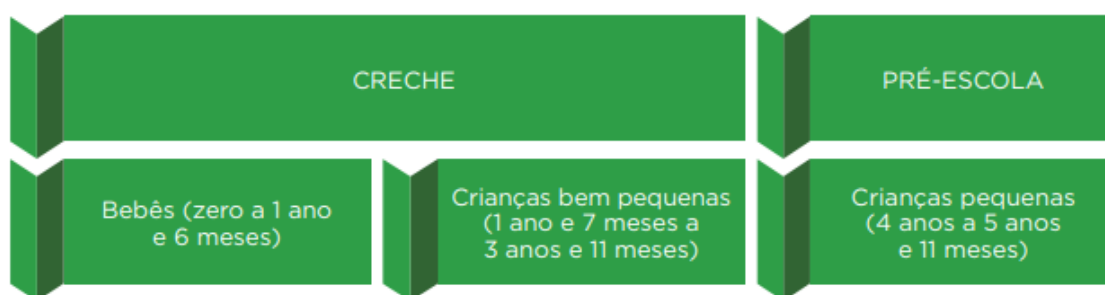 CRECHE
PRÉ-ESCOLA
Bebês (zero a 1 ano
e 6 meses)
Crianças bem pequenas
(1 ano e 7 meses a
3 anos e 11 meses)
Crianças pequenas
(4 anos a 5 anos
e 11 meses)